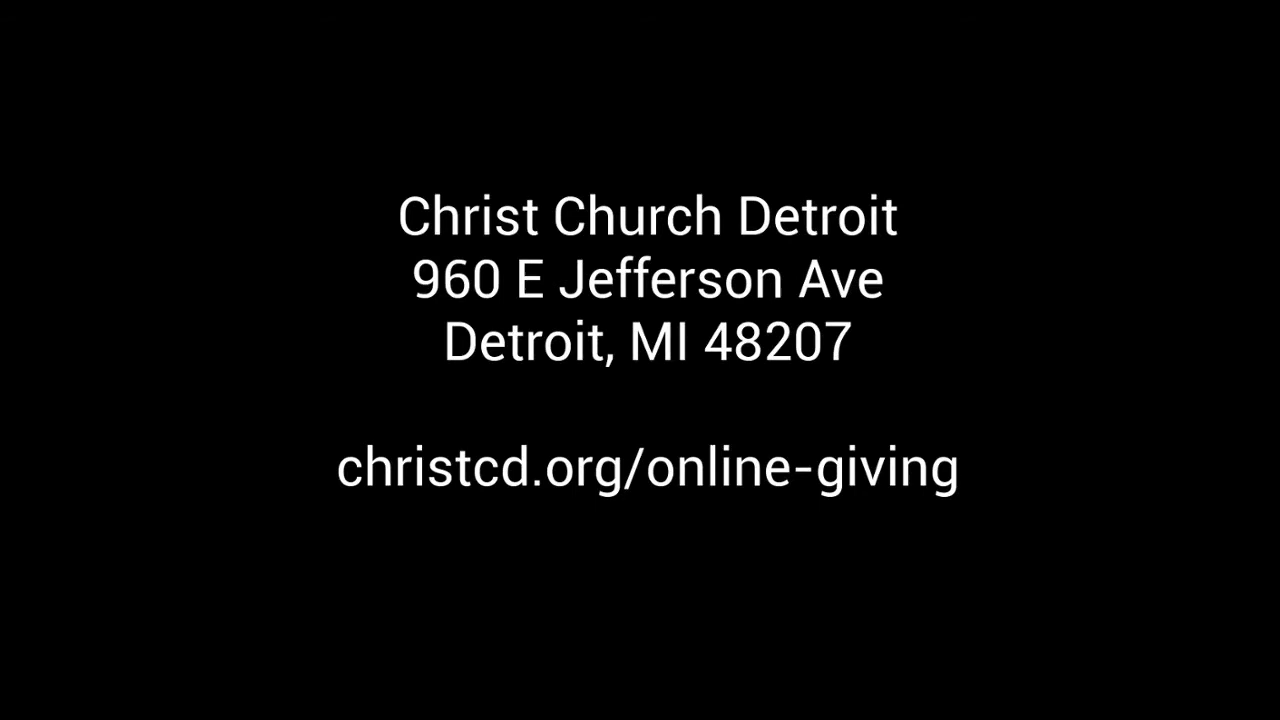 Christ Church Detroit
960 E Jefferson Ave
Detroit, MI 48207
christcd.org/online-giving